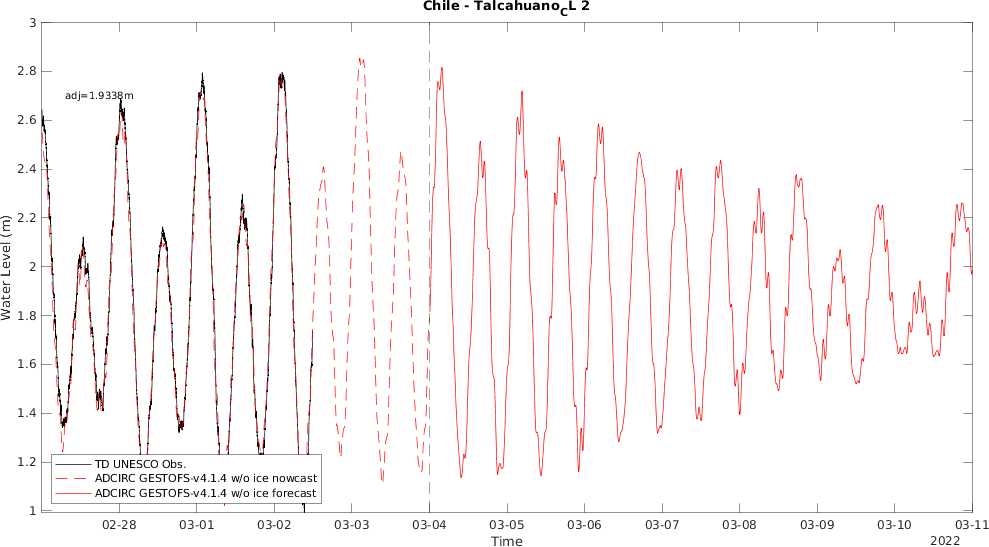 Chile - Talcahuano_CL 2
3
2.8
2.6
2.4
2.2
2
1.8
1.6
1.4
1.2
1
Water Level (m)
adj=1.9338m
TD UNESCO Obs.
ADCIRC GESTOFS-v4.1.4 w/o ice nowcast
ADCIRC GESTOFS-v4.1.4 w/o ice forecast
02-28 03-01 03-02 03-03 03-04 03-05 03-06 03-07 03-08 03-09 03-10 03-11
Time
2022